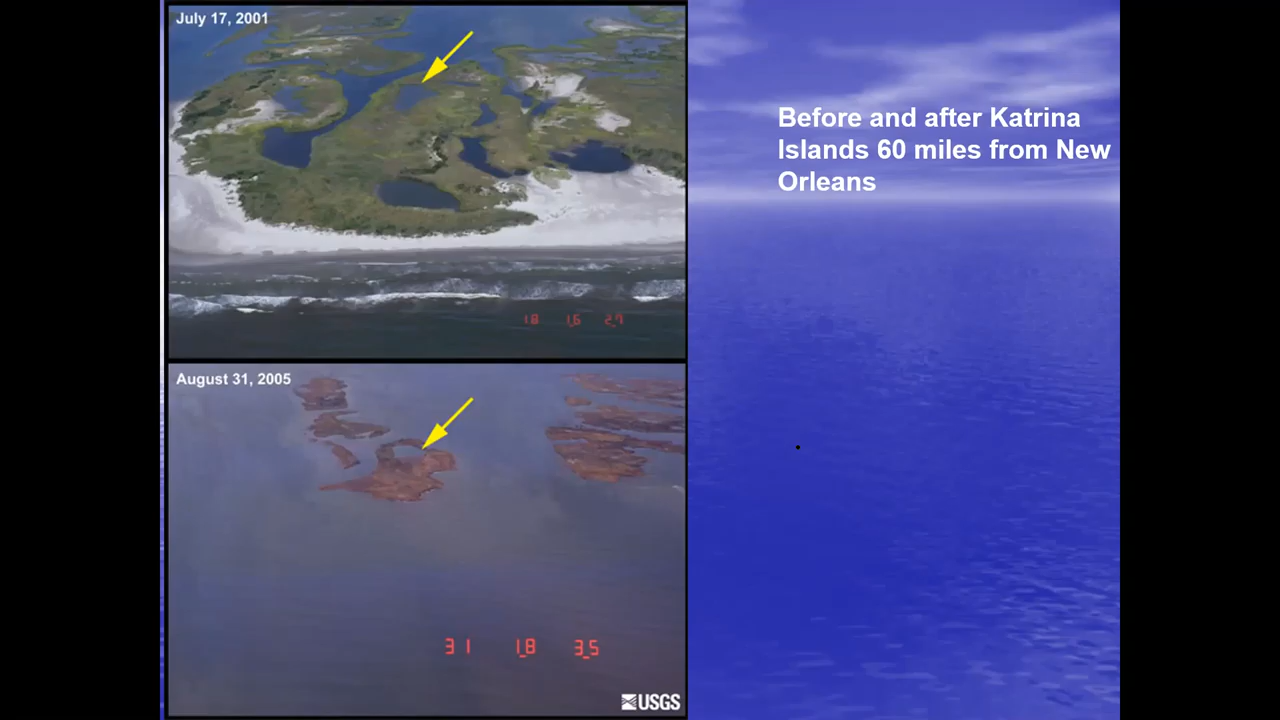 July 17, 2001
Before and after Katrina
Islands 60 miles from New
Orleans
18 16 27
August 31, 2005
31 18 35
USGS